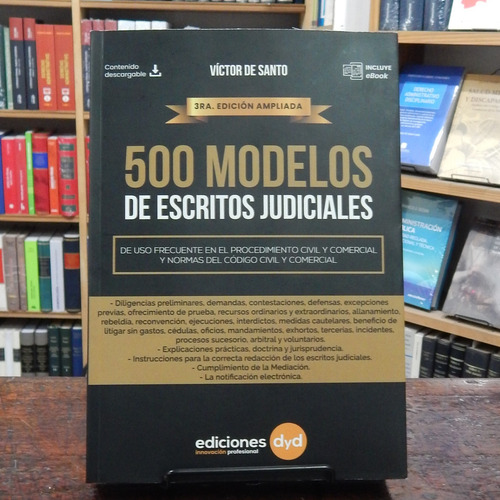 Contenido
descargable
VÍCTOR DE SANTO
INCLUYE
eBook
3RA. EDICIÓN AMPLIADA
500 MODELOS
DE ESCRITOS JUDICIALES
DE USO FRECUENTE EN EL PROCEDIMIENTO CIVIL Y COMERCIAL
Y NORMAS DEL CÓDIGO CIVIL Y COMERCIAL
- Diligencias preliminares, demandas, contestaciones, defensas, excepciones
previas, ofrecimiento de prueba, recursos ordinarios y extraordinarios, allanamiento,
rebeldía, reconvención, ejecuciones, interdictos, medidas cautelares, beneficio de
litigar sin gastos, cédulas, oficios, mandamientos, exhortos, tercerías, incidentes,
procesos sucesorio, arbitral y voluntarios.
- Explicaciones prácticas, doctrina y jurisprudencia.
- Instrucciones para la correcta redacción de los escritos judiciales.
- Cumplimiento de la Mediación.
- La notificación electrónica.
ediciones dyd
innovación profesional
DERECHO
ADMINISTRATIVO
DISCIPLINARIO